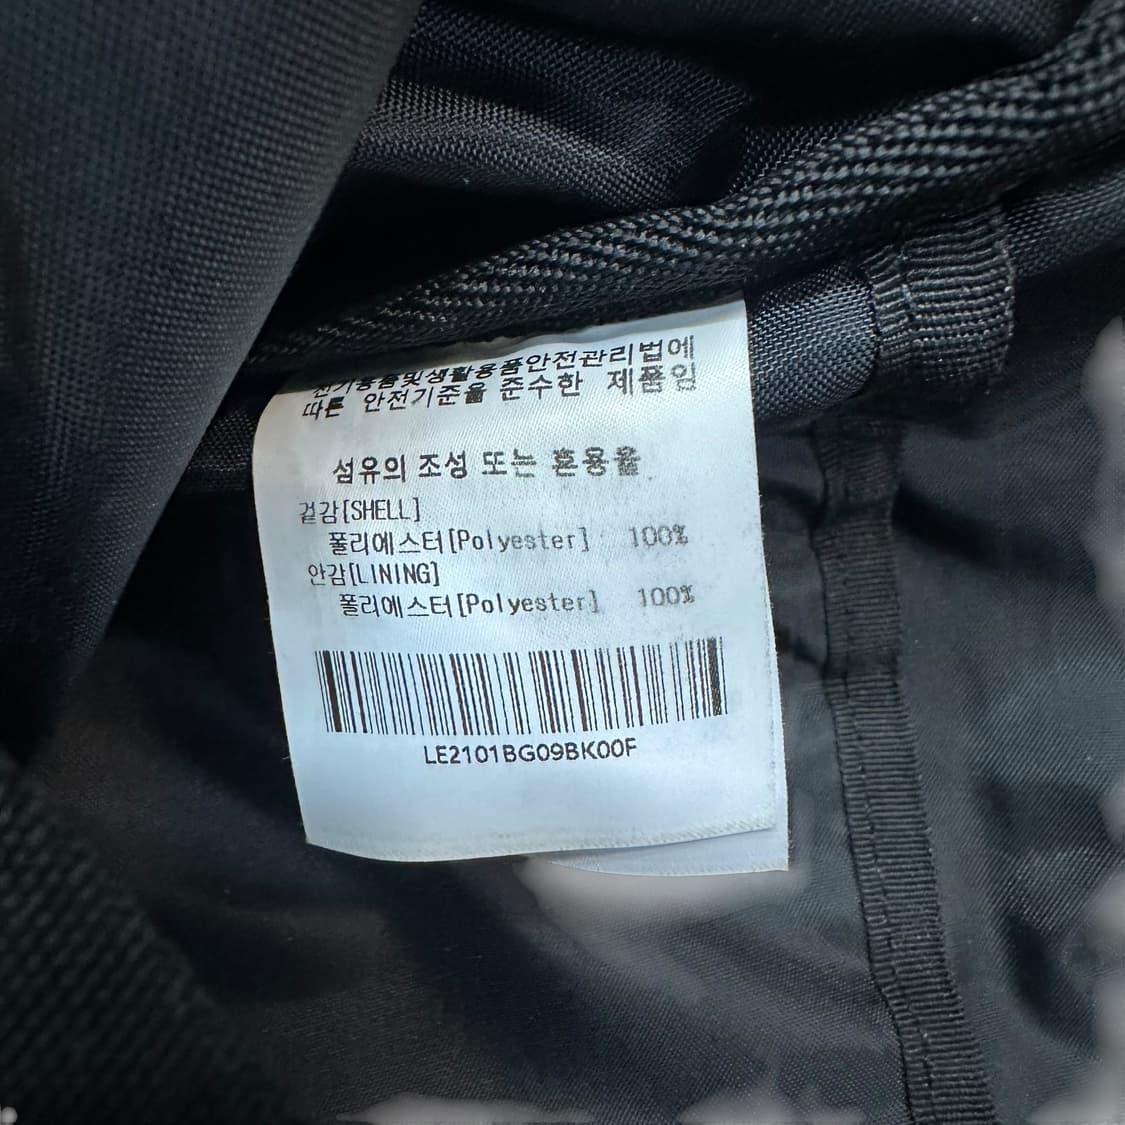 전기용품및생활용품안전관리법에
따른 안전기준을 준수한 제품임
섬유의 조성 또는 혼용율
겉감[SHELL]
폴리에스터[Polyester] 100%
안감[LINING]
폴리에스터[Polyester] 100%
LE2101BG09BK00F